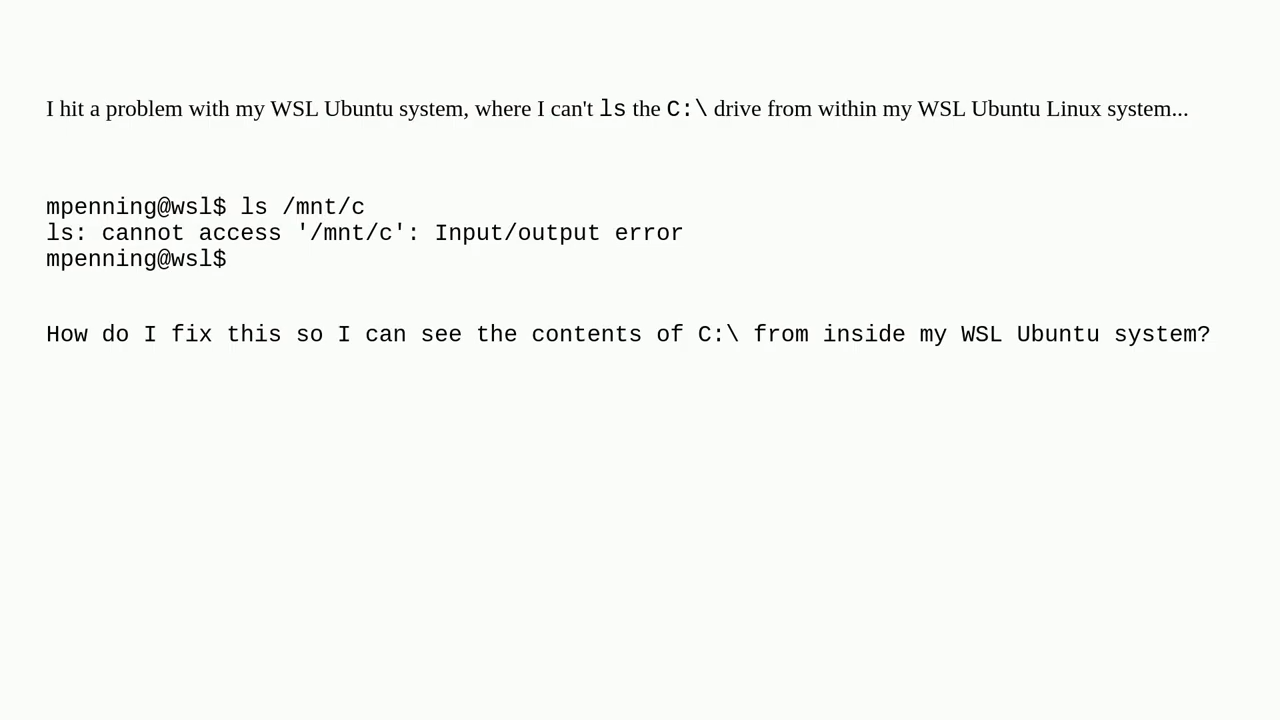 I hit a problem with my WSL Ubuntu system, where I can't ls the C:\ drive from within my WSL Ubuntu Linux system...
mpenning@wsl$ ls /mnt/c
ls: cannot access '/mnt/c': Input/output error
mpenning@wsl$
How do I fix this so I can see the contents of C:\ from inside my WSL Ubuntu system?